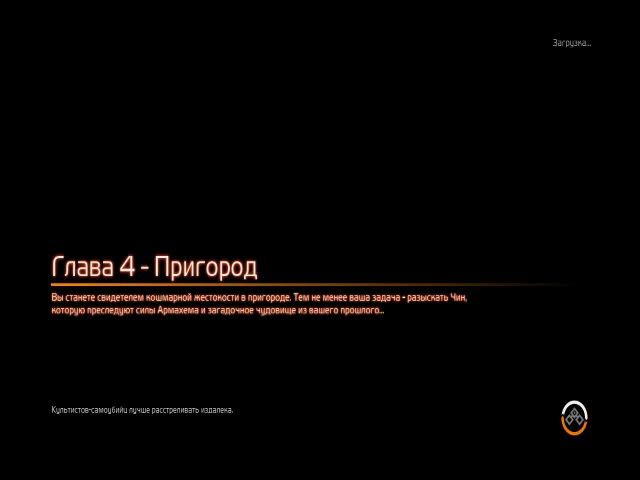 Загрузка...
Глава 4 - Пригород
Вы станете свидетелем кошмарной жестокости в пригороде. Тем не менее ваша задача - разыскать Чин,
которую преследуют силы Армахема и загадочное чудовище из вашего прошлого...
Культистов-самоубийц лучше расстреливать издалека.